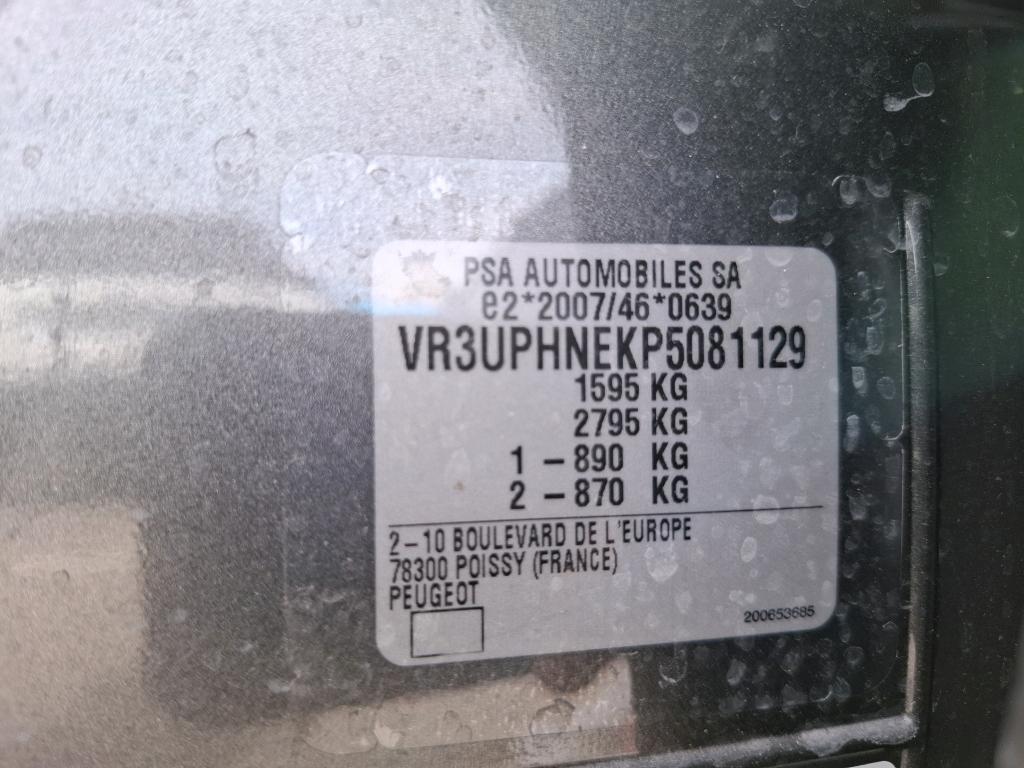 PSA AUTOMOBILES SA
e2*2007/46*0639
VR3UPHNEKP5081129
1595 KG
2795 KG
1 – 890 KG
2 – 870 KG
2–10 BOULEVARD DE L'EUROPE
78300 POISSY (FRANCE)
PEUGEOT
200653685